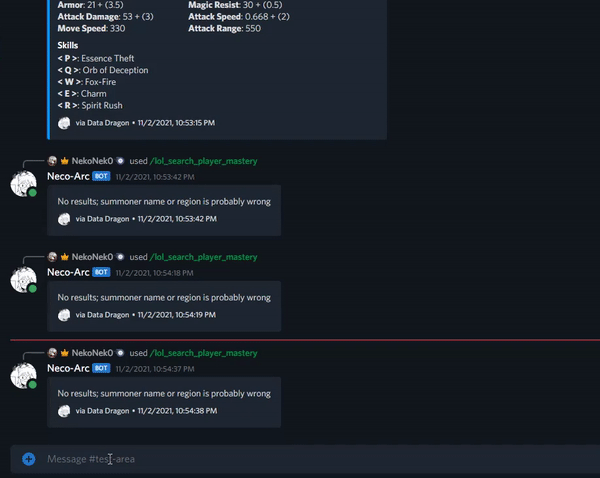 Armor: 21 + (3.5) Magic Resist: 30 + (0.5)
Attack Damage: 53 + (3) Attack Speed: 0.668 + (2)
Move Speed: 330 Attack Range: 550
Skills
< P >: Essence Theft
< Q >: Orb of Deception
< W >: Fox-Fire
< E >: Charm
< R >: Spirit Rush
via Data Dragon • 11/2/2021, 10:53:15 PM
NekoNek0 used /lol_search_player_mastery
Neco-Arc BOT 11/2/2021, 10:53:42 PM
No results; summoner name or region is probably wrong
via Data Dragon • 11/2/2021, 10:53:42 PM
NekoNek0 used /lol_search_player_mastery
Neco-Arc BOT 11/2/2021, 10:54:18 PM
No results; summoner name or region is probably wrong
via Data Dragon • 11/2/2021, 10:54:19 PM
NekoNek0 used /lol_search_player_mastery
Neco-Arc BOT 11/2/2021, 10:54:37 PM
No results; summoner name or region is probably wrong
via Data Dragon • 11/2/2021, 10:54:38 PM
Message #test-area